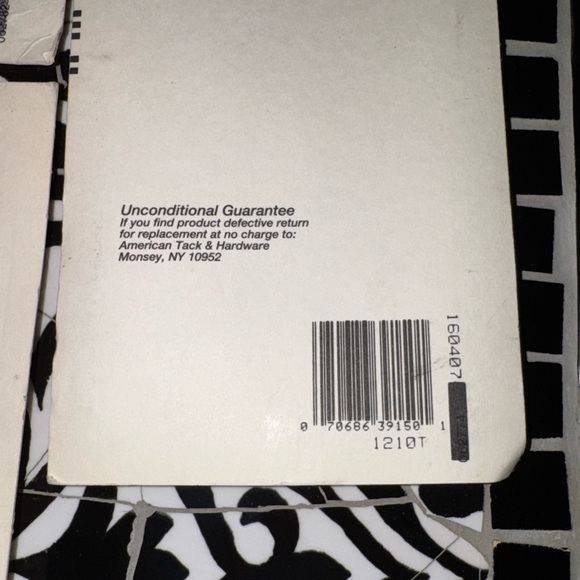 Unconditional Guarantee
If you find product defective return
for replacement at no charge to:
American Tack & Hardware
Monsey, NY 10952
160407
0 70686 39150 1
1210T